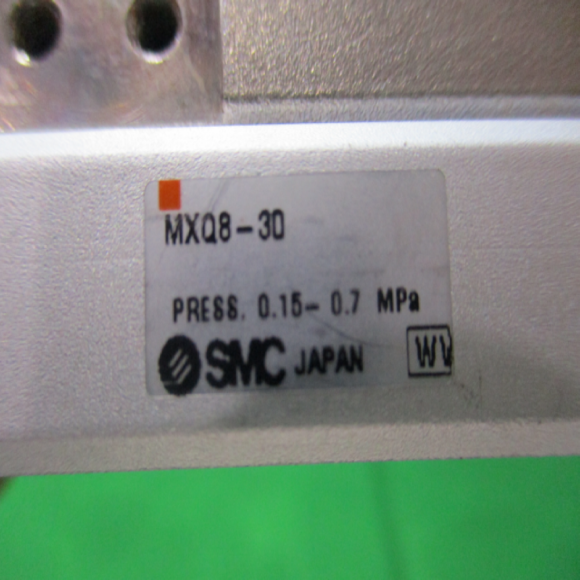 MXQ8-30
PRESS. 0.15- 0.7 MPa
SMC JAPAN